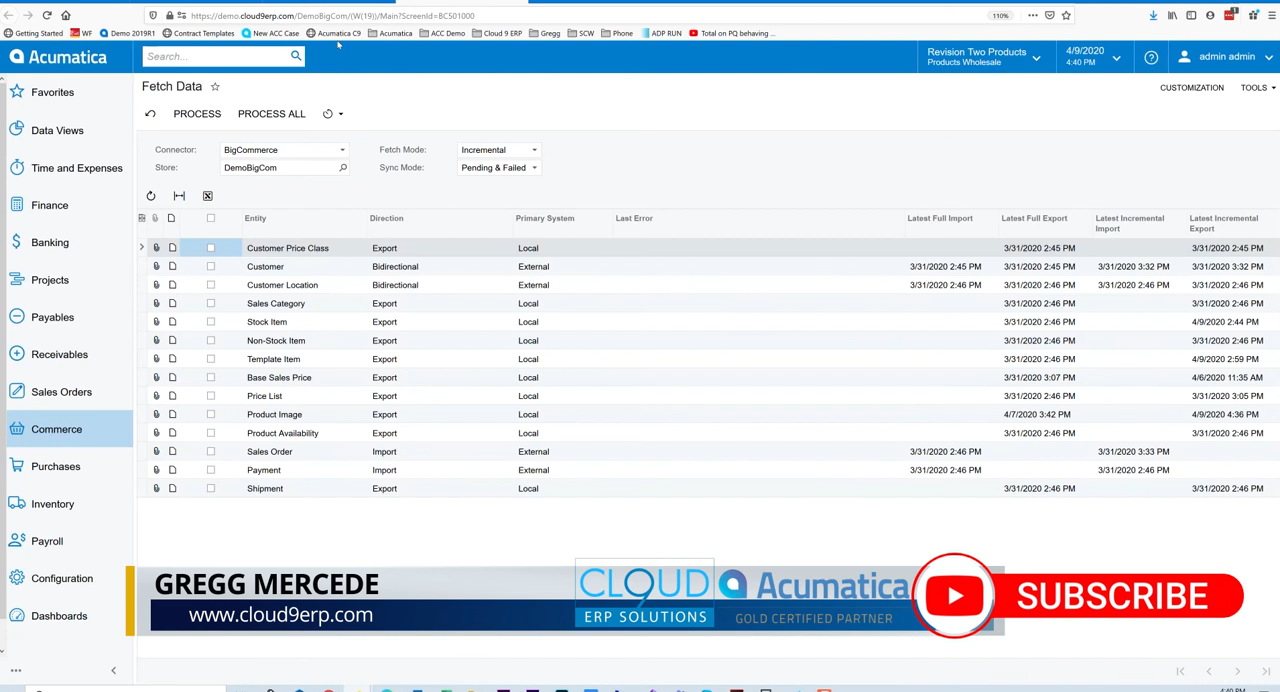 https://demo.cloud9erp.com/DemoBigCom/(W(19))/Main?ScreenId=BC501000
110%
Getting Started WF Demo 2019R1 Contract Templates New ACC Case Acumatica C9 Acumatica ACC Demo Cloud 9 ERP Gregg SCW Phone ADP RUN Total on PQ behaving ...
Acumatica
Search...
Revision Two Products
Products Wholesale
4/9/2020
4:40 PM
admin admin
Favorites
Data Views
Time and Expenses
Finance
Banking
Projects
Payables
Receivables
Sales Orders
Commerce
Purchases
Inventory
Payroll
Configuration
Dashboards
Fetch Data
CUSTOMIZATION TOOLS
PROCESS PROCESS ALL
Connector: BigCommerce Fetch Mode: Incremental
Store: DemoBigCom Sync Mode: Pending & Failed
Entity Direction Primary System Last Error Latest Full Import Latest Full Export Latest Incremental Import Latest Incremental Export
Customer Price Class Export Local 3/31/2020 2:45 PM 3/31/2020 2:45 PM
Customer Bidirectional External 3/31/2020 2:45 PM 3/31/2020 2:45 PM 3/31/2020 3:32 PM 3/31/2020 3:32 PM
Customer Location Bidirectional External 3/31/2020 2:46 PM 3/31/2020 2:46 PM 3/31/2020 2:46 PM 3/31/2020 2:46 PM
Sales Category Export Local 3/31/2020 2:46 PM 3/31/2020 2:46 PM
Stock Item Export Local 3/31/2020 2:46 PM 4/9/2020 2:44 PM
Non-Stock Item Export Local 3/31/2020 2:46 PM 3/31/2020 2:46 PM
Template Item Export Local 3/31/2020 2:46 PM 4/9/2020 2:59 PM
Base Sales Price Export Local 3/31/2020 3:07 PM 4/6/2020 11:35 AM
Price List Export Local 3/31/2020 2:46 PM 3/31/2020 3:05 PM
Product Image Export Local 4/7/2020 3:42 PM 4/9/2020 4:36 PM
Product Availability Export Local 3/31/2020 2:46 PM 3/31/2020 2:46 PM
Sales Order Import External 3/31/2020 2:46 PM 3/31/2020 3:33 PM
Payment Import External 3/31/2020 2:46 PM 3/31/2020 2:46 PM
Shipment Export Local 3/31/2020 2:46 PM 3/31/2020 2:46 PM
GREGG MERCEDE
www.cloud9erp.com
CLOUD9
ERP SOLUTIONS
Acumatica
GOLD CERTIFIED PARTNER
SUBSCRIBE